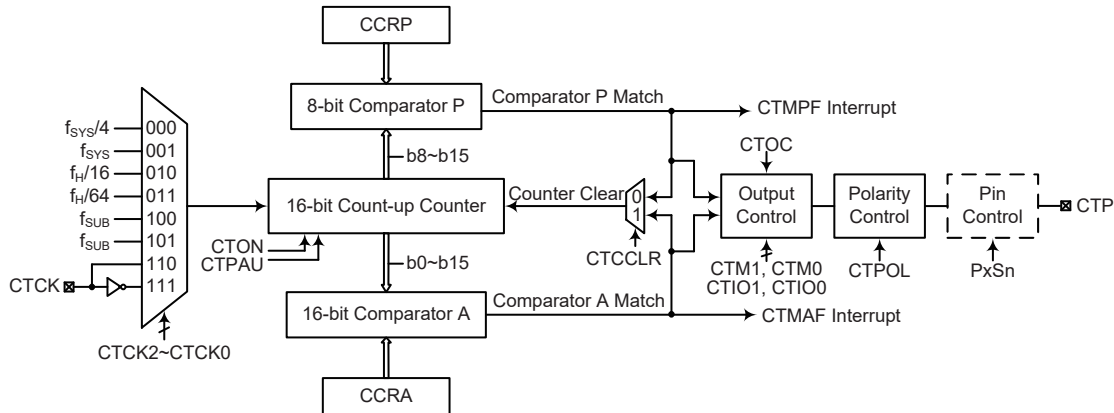 CCRP
8-bit Comparator P
Comparator P Match
CTMPF Interrupt
b8~b15
CTOC
fSYS/4
000
fSYS
001
fH/16
010
fH/64
011
fSUB
100
fSUB
101
110
111
CTCK
CTCK2~CTCK0
16-bit Count-up Counter
Counter Clear
0
1
CTCCLR
Output
Control
Polarity
Control
Pin
Control
CTP
CTON
CTPAU
CTM1, CTM0
CTIO1, CTIO0
CTPOL
PxSn
b0~b15
16-bit Comparator A
Comparator A Match
CTMAF Interrupt
CCRA